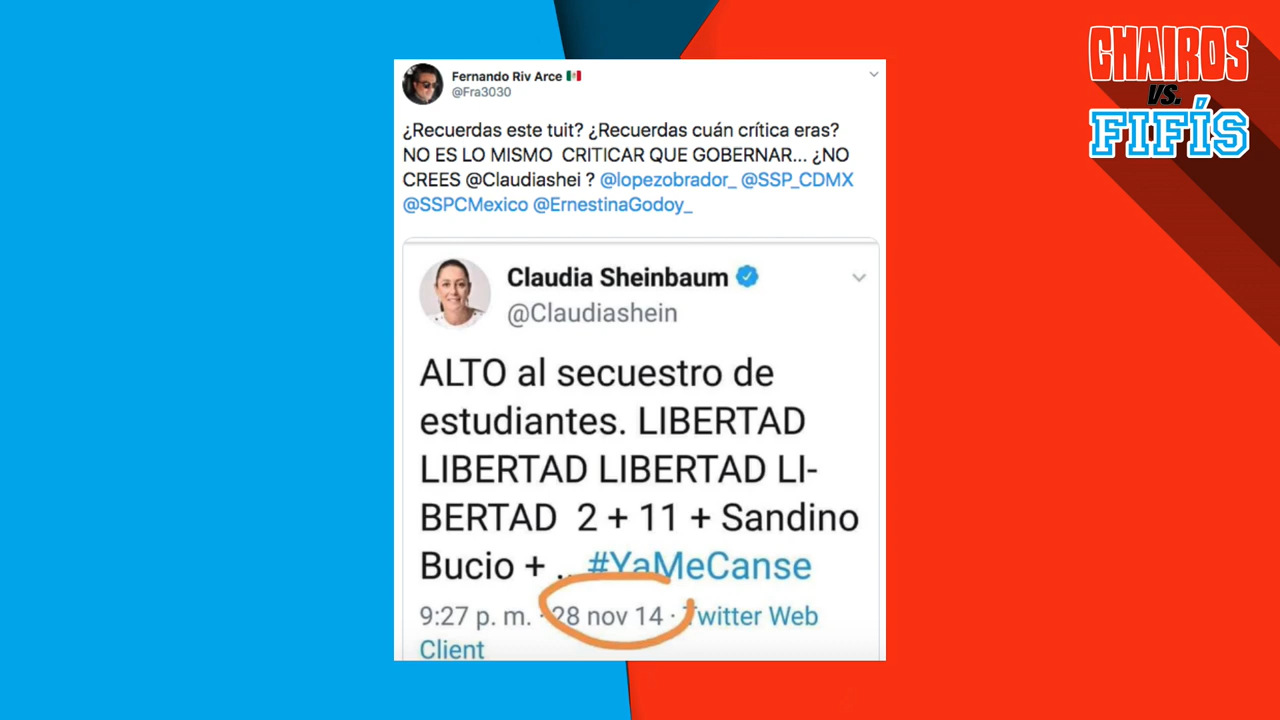 CHAIROS
VS.
FIFÍS
Fernando Riv Arce
@Fra3030
¿Recuerdas este tuit? ¿Recuerdas cuán crítica eras?
NO ES LO MISMO  CRITICAR QUE GOBERNAR... ¿NO
CREES @Claudiashei ? @lopezobrador_ @SSP_CDMX
@SSPCMexico @ErnestinaGodoy_
Claudia Sheinbaum
@Claudiashein
ALTO al secuestro de
estudiantes. LIBERTAD
LIBERTAD LIBERTAD LI-
BERTAD  2 + 11 + Sandino
Bucio + .. #YaMeCanse
9:27 p. m. · 28 nov 14 · Twitter Web
Client